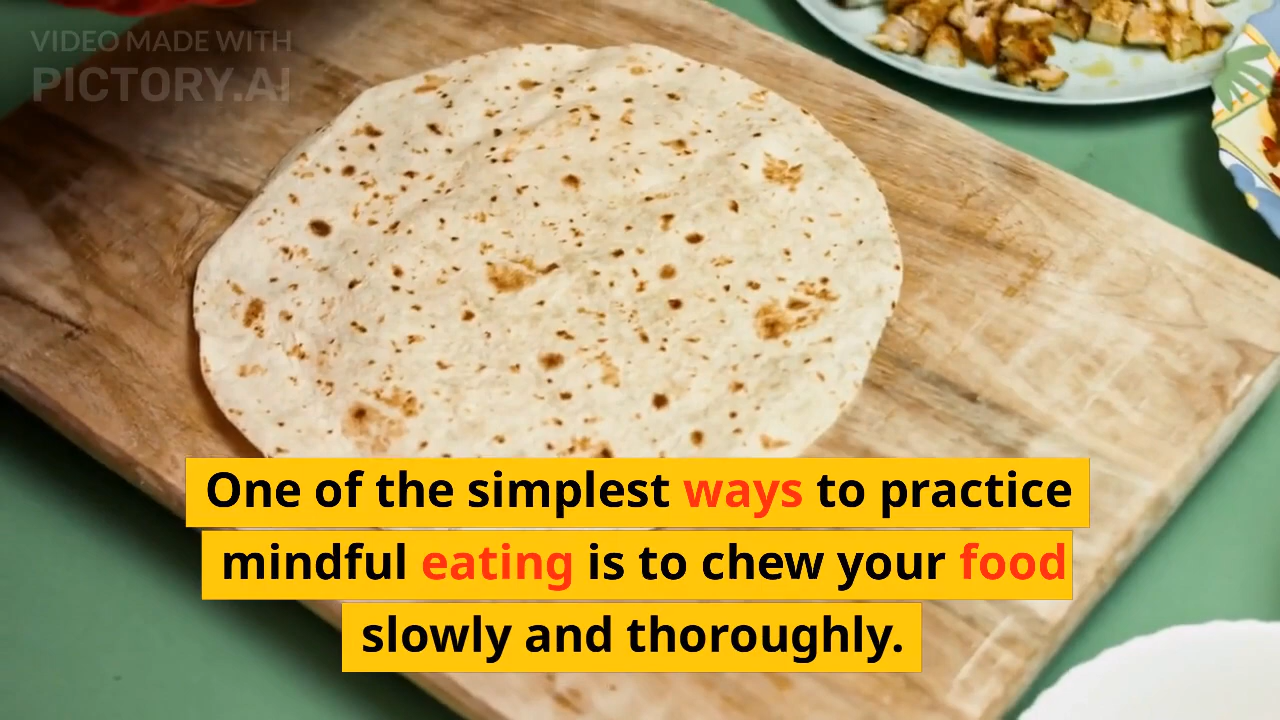 VIDEO MADE WITH
PICTORY.AI
One of the simplest ways to practice
mindful eating is to chew your food
slowly and thoroughly.